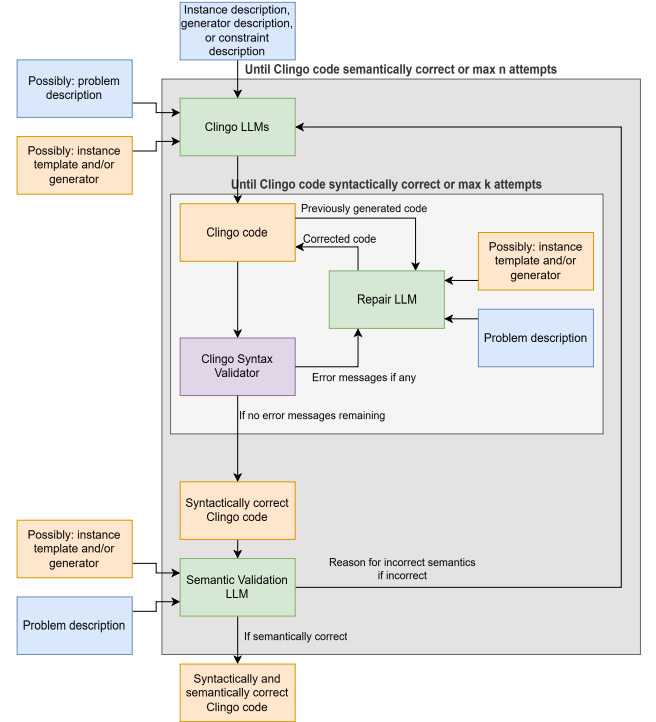 Instance description,
generator description,
or constraint
description
Until Clingo code semantically correct or max n attempts
Possibly: problem
description
Clingo LLMs
Possibly: instance
template and/or
generator
Until Clingo code syntactically correct or max k attempts
Previously generated code
Clingo code
Corrected code
Possibly: instance
template and/or
generator
Repair LLM
Problem description
Clingo Syntax
Validator
Error messages if any
If no error messages remaining
Syntactically correct
Clingo code
Possibly: instance
template and/or
generator
Reason for incorrect semantics
if incorrect
Semantic Validation
LLM
Problem description
If semantically correct
Syntactically and
semantically correct
Clingo code